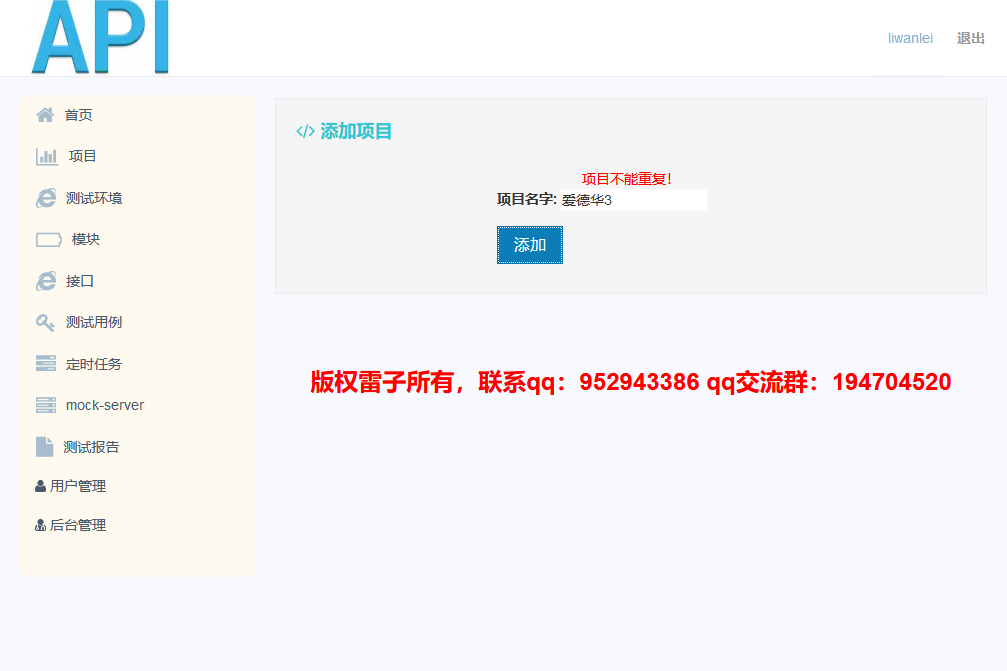 API
liwanlei 退出
首页
项目
测试环境
模块
接口
测试用例
定时任务
mock-server
测试报告
用户管理
后台管理
</> 添加项目
项目不能重复!
项目名字: 爱德华3
添加
版权雷子所有，联系qq：952943386 qq交流群：194704520